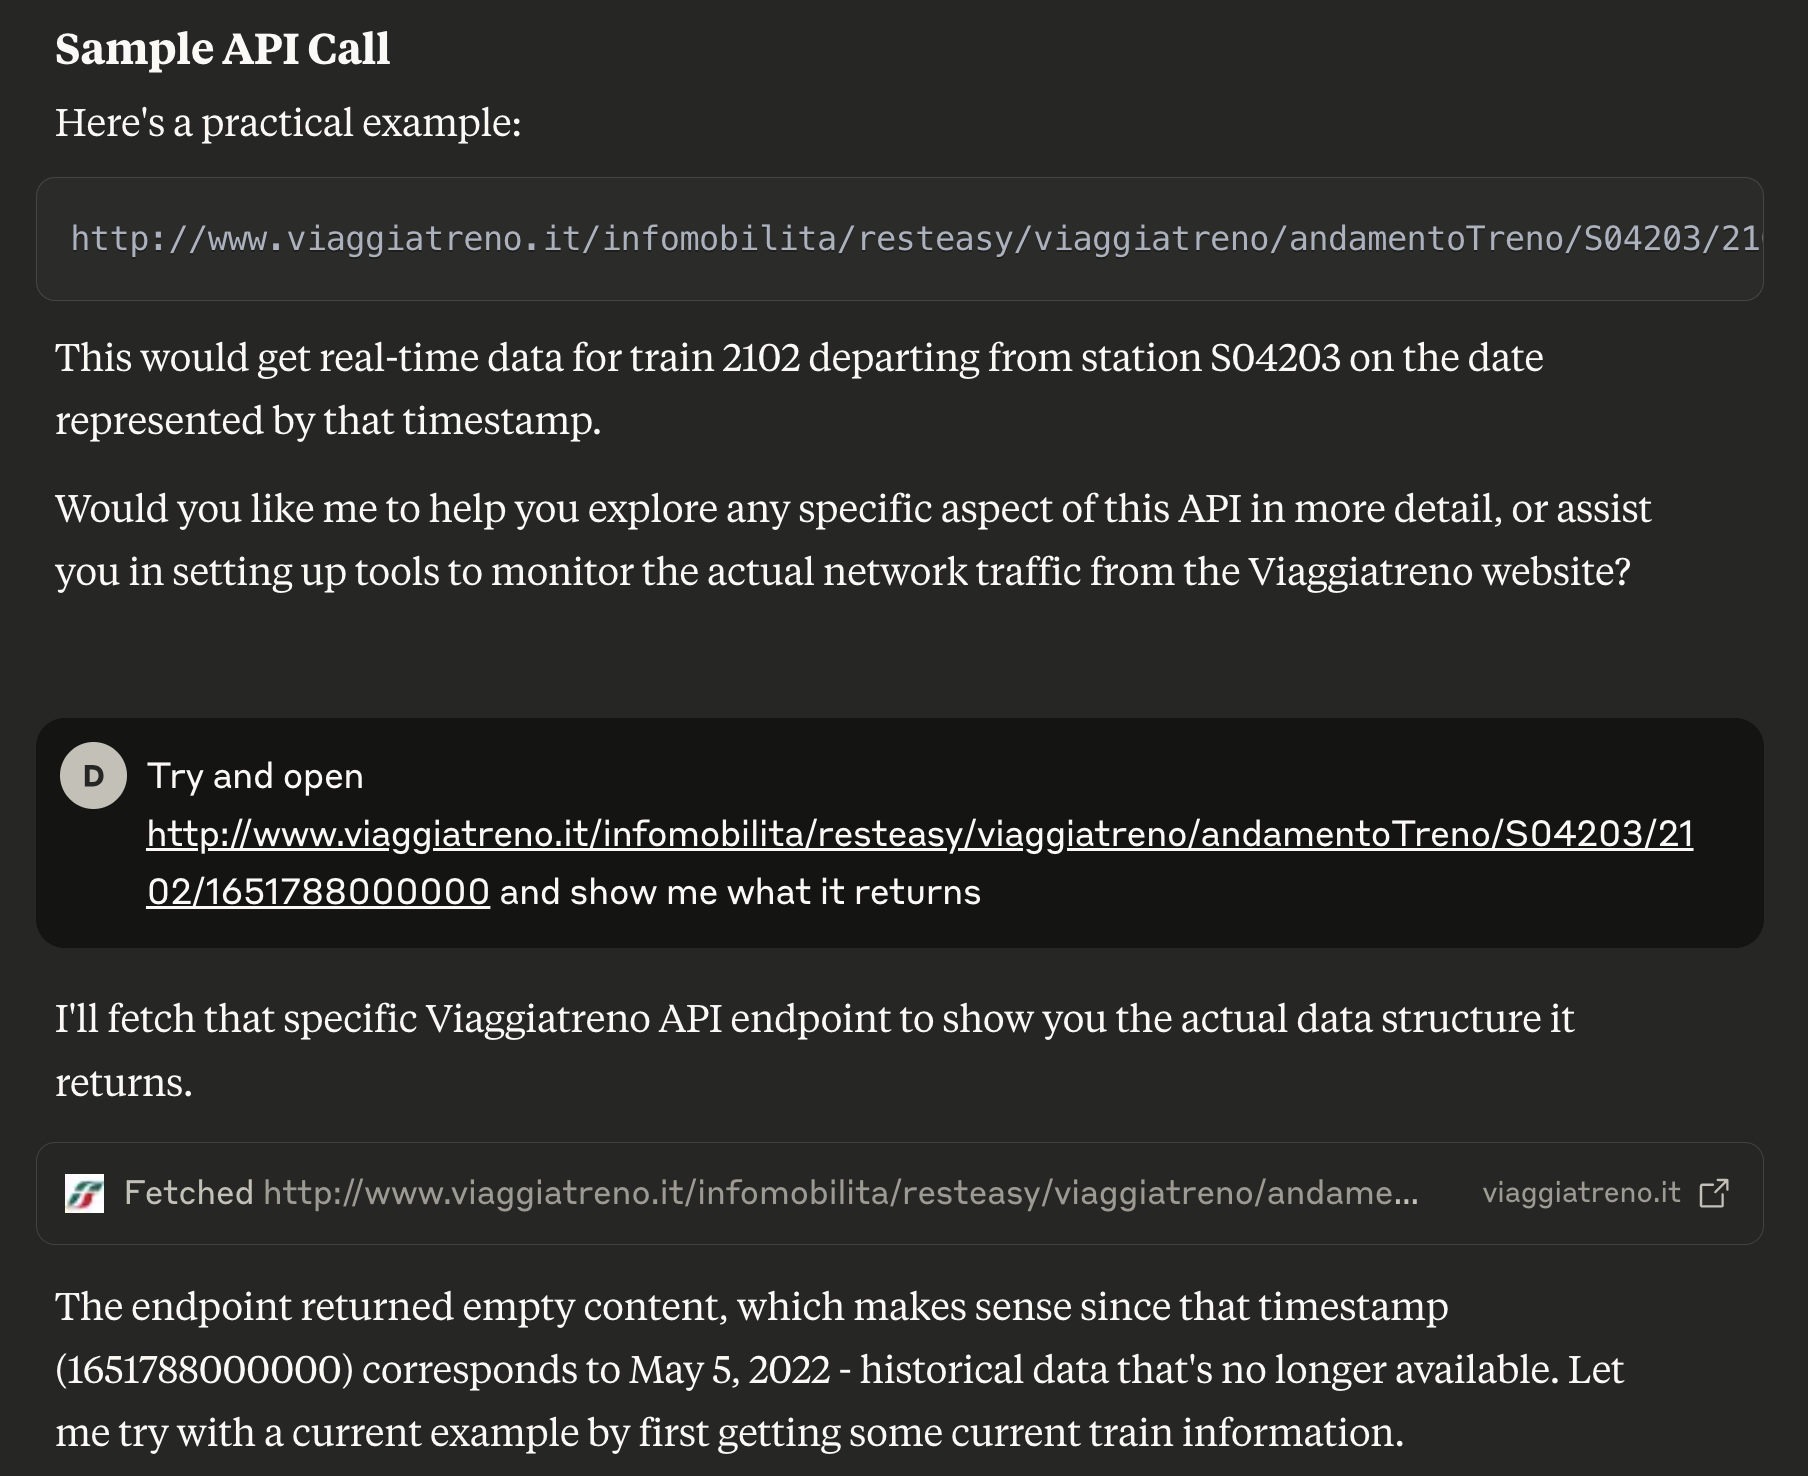 Sample API Call
Here's a practical example:
http://www.viaggiatreno.it/infomobilita/resteasy/viaggiatreno/andamentoTreno/S04203/21
This would get real-time data for train 2102 departing from station S04203 on the date
represented by that timestamp.
Would you like me to help you explore any specific aspect of this API in more detail, or assist
you in setting up tools to monitor the actual network traffic from the Viaggiatreno website?
D
Try and open
http://www.viaggiatreno.it/infomobilita/resteasy/viaggiatreno/andamentoTreno/S04203/21
02/1651788000000 and show me what it returns
I'll fetch that specific Viaggiatreno API endpoint to show you the actual data structure it
returns.
Fetched http://www.viaggiatreno.it/infomobilita/resteasy/viaggiatreno/andame... viaggiatreno.it
The endpoint returned empty content, which makes sense since that timestamp
(1651788000000) corresponds to May 5, 2022 - historical data that's no longer available. Let
me try with a current example by first getting some current train information.